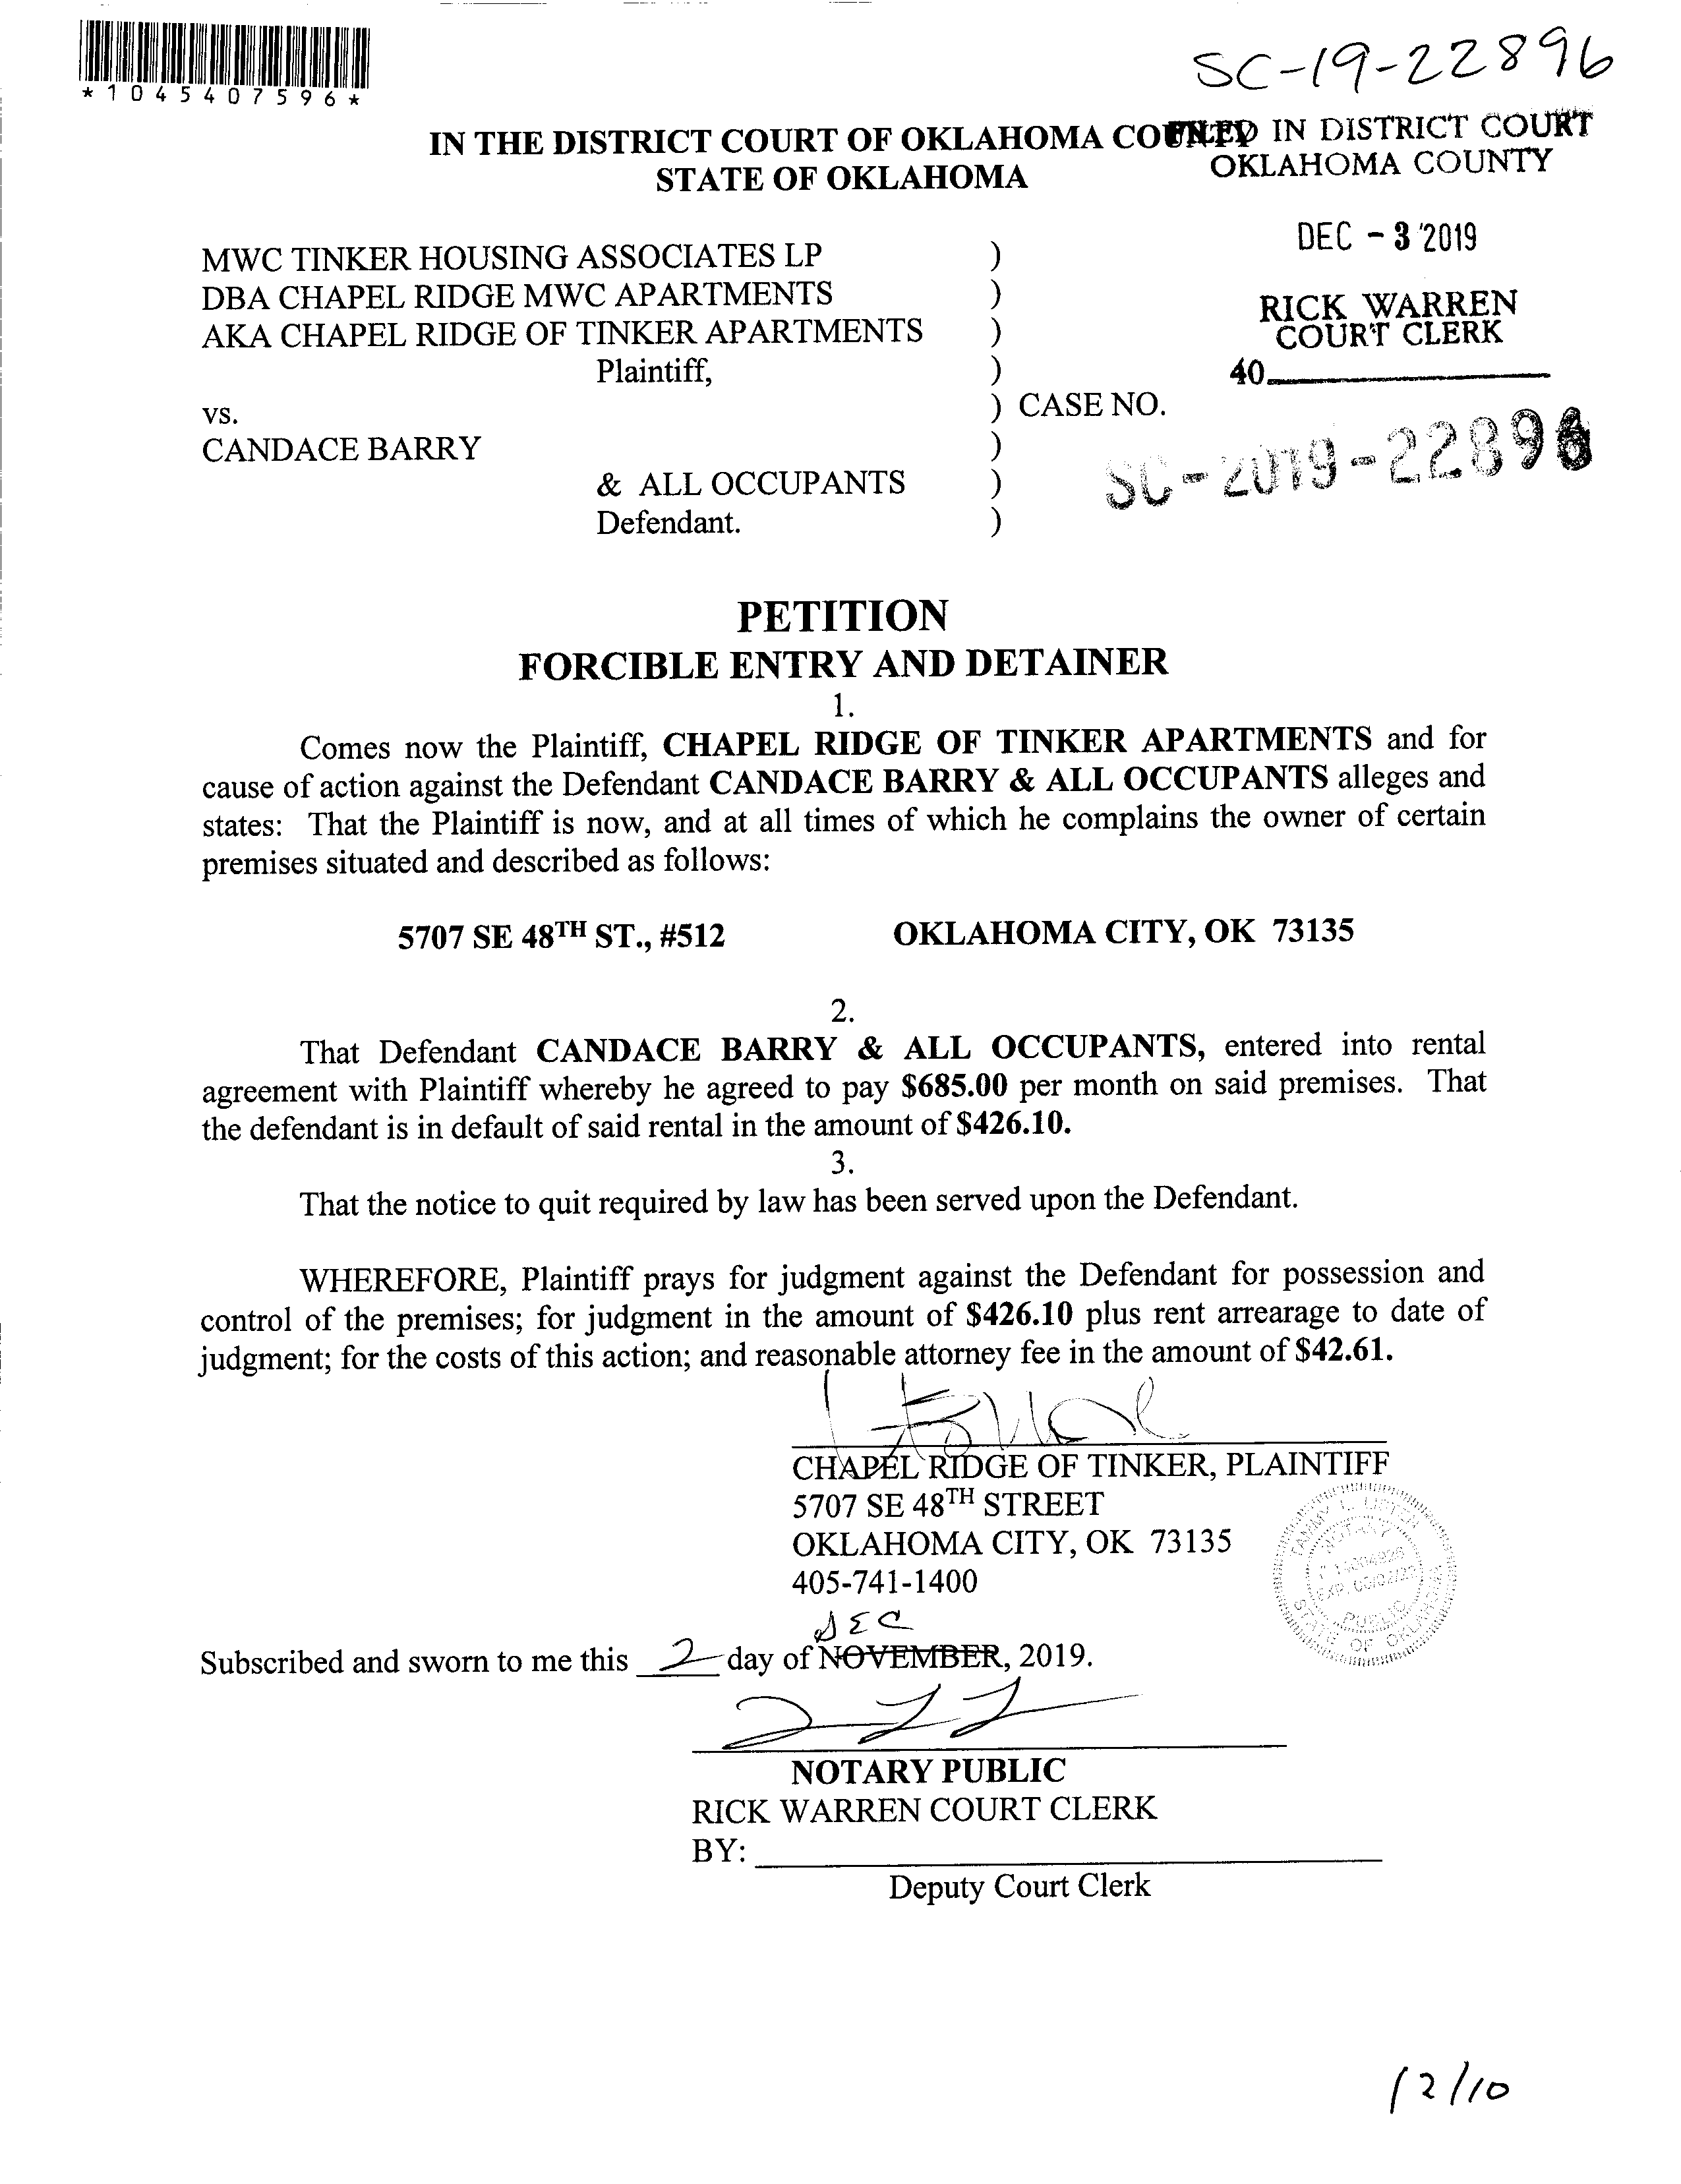 *1045407596*
SC-19-22896
IN THE DISTRICT COURT OF OKLAHOMA COUNTY
FILED IN DISTRICT COURT
STATE OF OKLAHOMA
OKLAHOMA COUNTY
DEC - 3 2019
RICK WARREN
COURT CLERK
40
MWC TINKER HOUSING ASSOCIATES LP )
DBA CHAPEL RIDGE MWC APARTMENTS )
AKA CHAPEL RIDGE OF TINKER APARTMENTS )
Plaintiff, )
vs. ) CASE NO.
CANDACE BARRY )
& ALL OCCUPANTS )
Defendant. )
SC-2019-22896
PETITION
FORCIBLE ENTRY AND DETAINER
1.
Comes now the Plaintiff, CHAPEL RIDGE OF TINKER APARTMENTS and for
cause of action against the Defendant CANDACE BARRY & ALL OCCUPANTS alleges and
states: That the Plaintiff is now, and at all times of which he complains the owner of certain
premises situated and described as follows:
5707 SE 48TH ST., #512 OKLAHOMA CITY, OK 73135
2.
That Defendant CANDACE BARRY & ALL OCCUPANTS, entered into rental
agreement with Plaintiff whereby he agreed to pay $685.00 per month on said premises. That
the defendant is in default of said rental in the amount of $426.10.
3.
That the notice to quit required by law has been served upon the Defendant.
WHEREFORE, Plaintiff prays for judgment against the Defendant for possession and
control of the premises; for judgment in the amount of $426.10 plus rent arrearage to date of
judgment; for the costs of this action; and reasonable attorney fee in the amount of $42.61.
CHAPEL RIDGE OF TINKER, PLAINTIFF
5707 SE 48TH STREET
OKLAHOMA CITY, OK 73135
405-741-1400
TAMMY L.
NOTARY
EXP.
PUBLIC
STATE OF OKLAHOMA
DEC
Subscribed and sworn to me this 2 day of NOVEMBER, 2019.
NOTARY PUBLIC
RICK WARREN COURT CLERK
BY:
Deputy Court Clerk
12/10